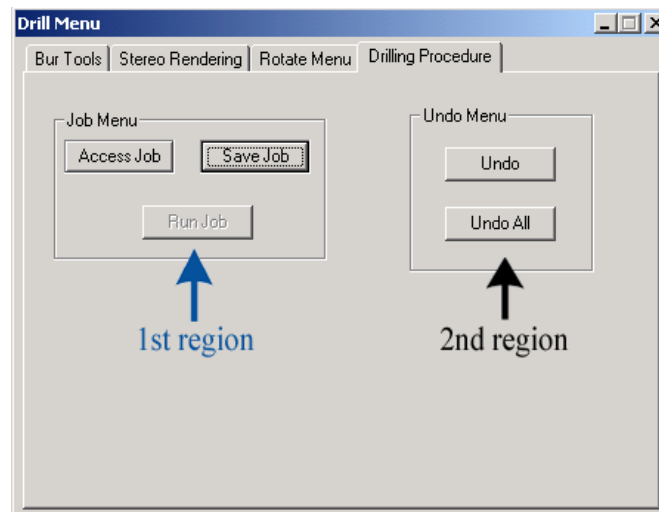 Drill Menu
Bur Tools Stereo Rendering Rotate Menu Drilling Procedure
Job Menu Undo Menu
Access Job Save Job Undo
Run Job Undo All
1st region 2nd region